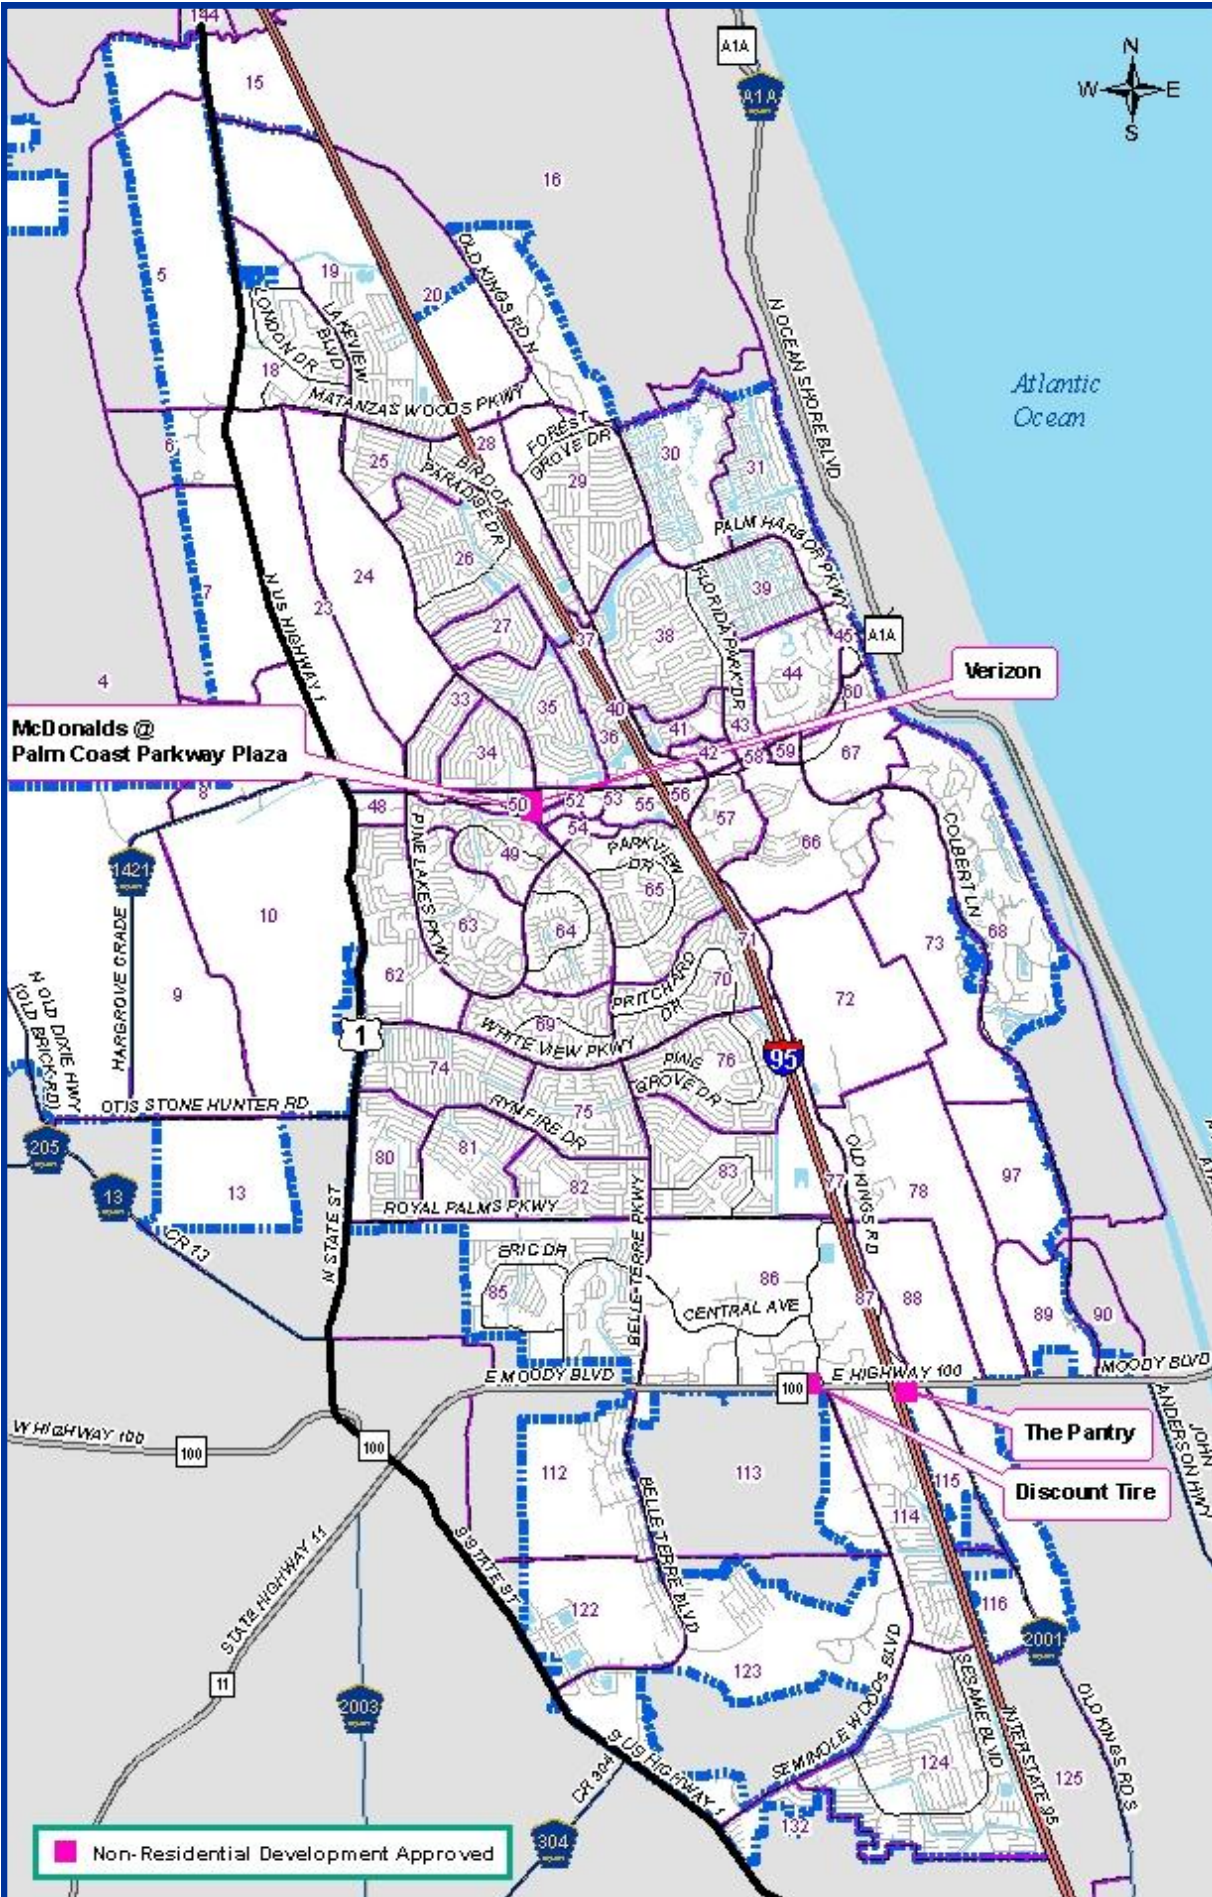 144
15
A1A
A1A
N
W E
S
16
5
19
20
OLD KINGS RD N
LONDON DR
LAKEVIEW
BLVD
18
N OCEAN SHORE BLVD
Atlantic
Ocean
MATANZAS WOODS PKWY
6
25
28
FOREST
GROVE DR
30
31
BIRD OF
PARADISE DR
29
PALM HARBOR PKWY
26
24
7
23
N US HIGHWAY 1
27
37
38
FLORIDA PARK DR
39
45
A1A
4
44
60
Verizon
33
35
40
34
36
41
43
42
58
59
67
McDonalds @
Palm Coast Parkway Plaza
8
48
50
52
53
55
56
57
54
49
PARKVIEW
DR
66
COLBERT LN
1421
PINE LAKES PKWY
65
10
63
64
71
73
68
HARGROVE GRADE
62
PRITCHARD
DR
70
72
9
N OLD DIXIE HWY
(OLD BRICK RD)
1
69
WHITE VIEW PKWY
95
74
PINE
GROVE DR
76
OTIS STONE HUNTER RD
RYMFIRE DR
75
205
81
80
OLD KINGS RD
13
13
82
83
77
78
97
ROYAL PALMS PKWY
BELLE TERRE PKWY
CR 13
N STATE ST
ERIC DR
85
86
CENTRAL AVE
87
88
89
90
E MOODY BLVD
100
E HIGHWAY 100
MOODY BLVD
W HIGHWAY 100
100
100
JOHN
ANDERSON HWY
The Pantry
112
113
115
Discount Tire
BELLE TERRE BLVD
114
STATE HIGHWAY 11
S STATE ST
122
116
2001
11
123
2003
SEMINOLE WOODS BLVD
SESAME BLVD
INTERSTATE 95
OLD KINGS RD S
S US HIGHWAY 1
124
125
CR 304
132
304
Non-Residential Development Approved